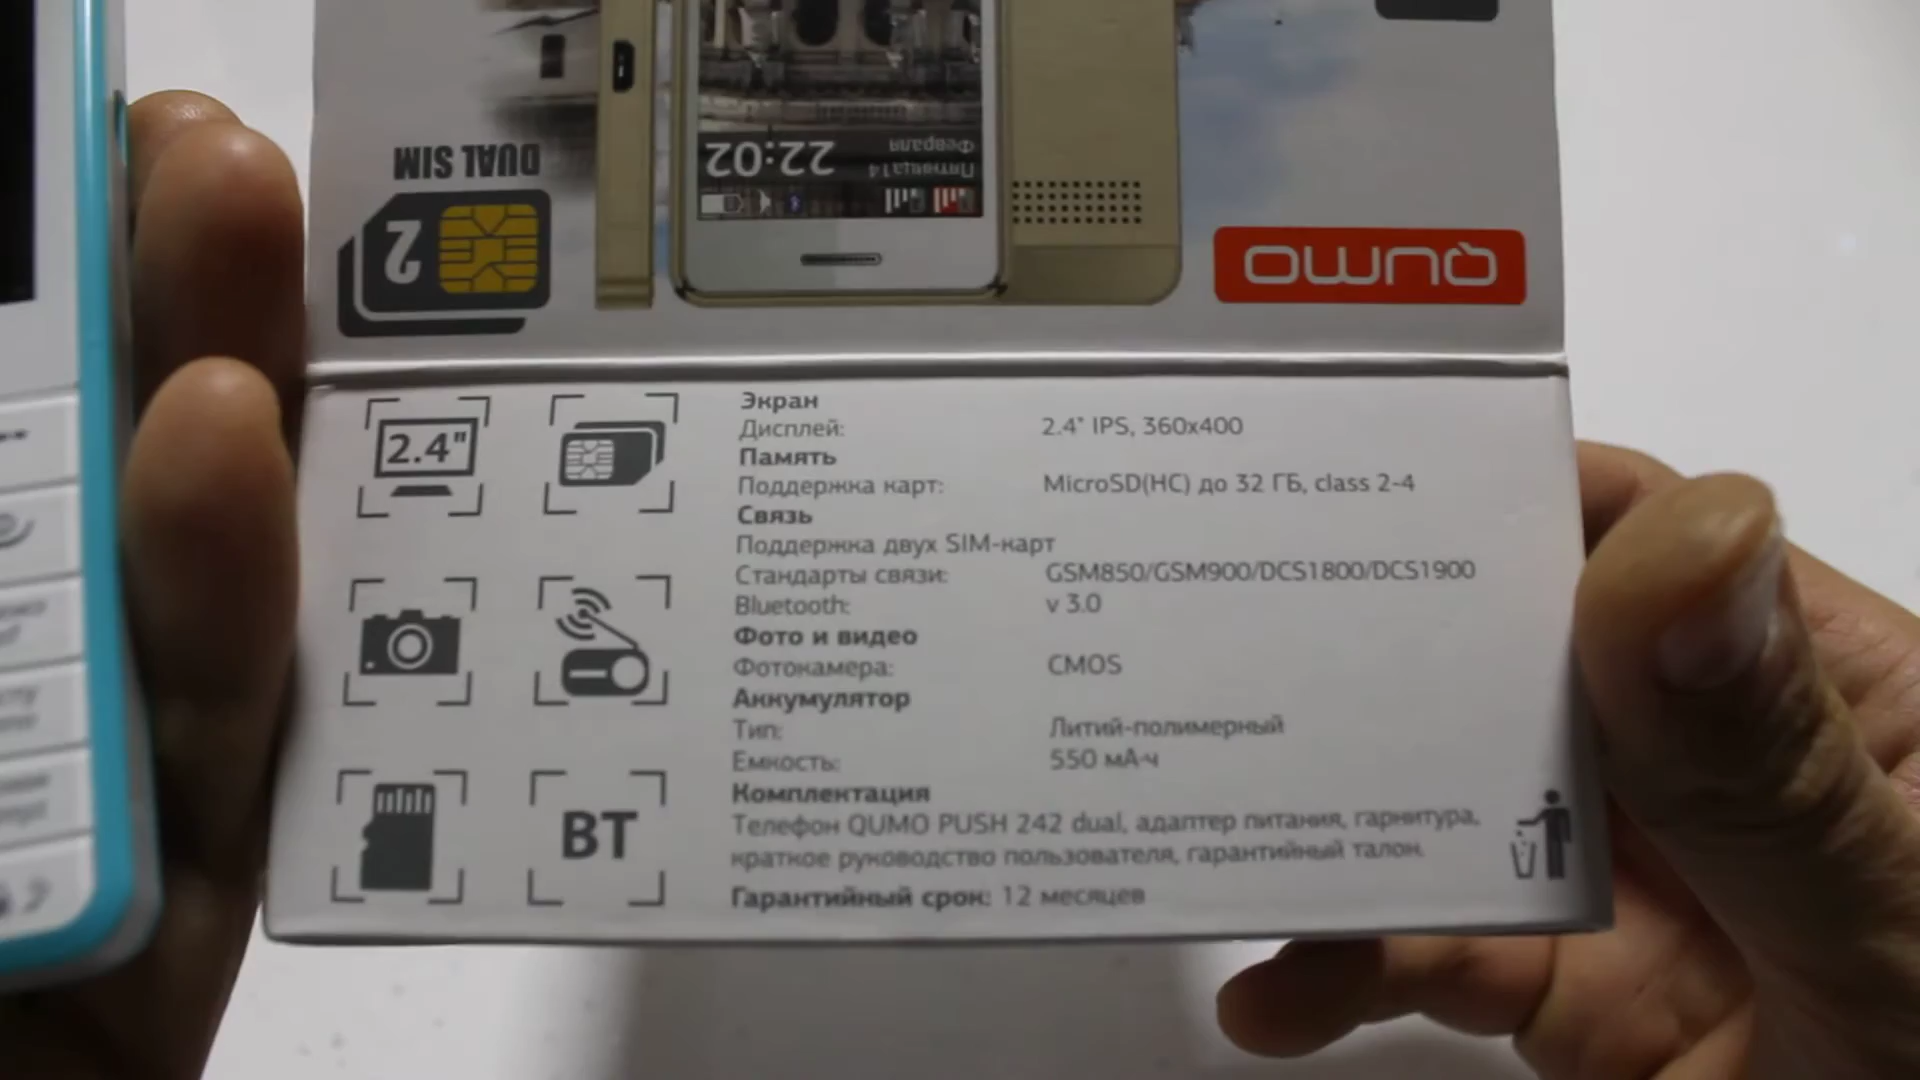 DUAL SIM
2
22:02
Пятница14
Февраля
QUMO
2.4"
BT
Экран
Дисплей: 2.4" IPS, 360x400
Память
Поддержка карт: MicroSD(HC) до 32 ГБ, class 2-4
Связь
Поддержка двух SIM-карт
Стандарты связи: GSM850/GSM900/DCS1800/DCS1900
Bluetooth: v 3.0
Фото и видео
Фотокамера: CMOS
Аккумулятор
Тип: Литий-полимерный
Емкость: 550 мА·ч
Комплектация
Телефон QUMO PUSH 242 dual, адаптер питания, гарнитура,
краткое руководство пользователя, гарантийный талон.
Гарантийный срок: 12 месяцев